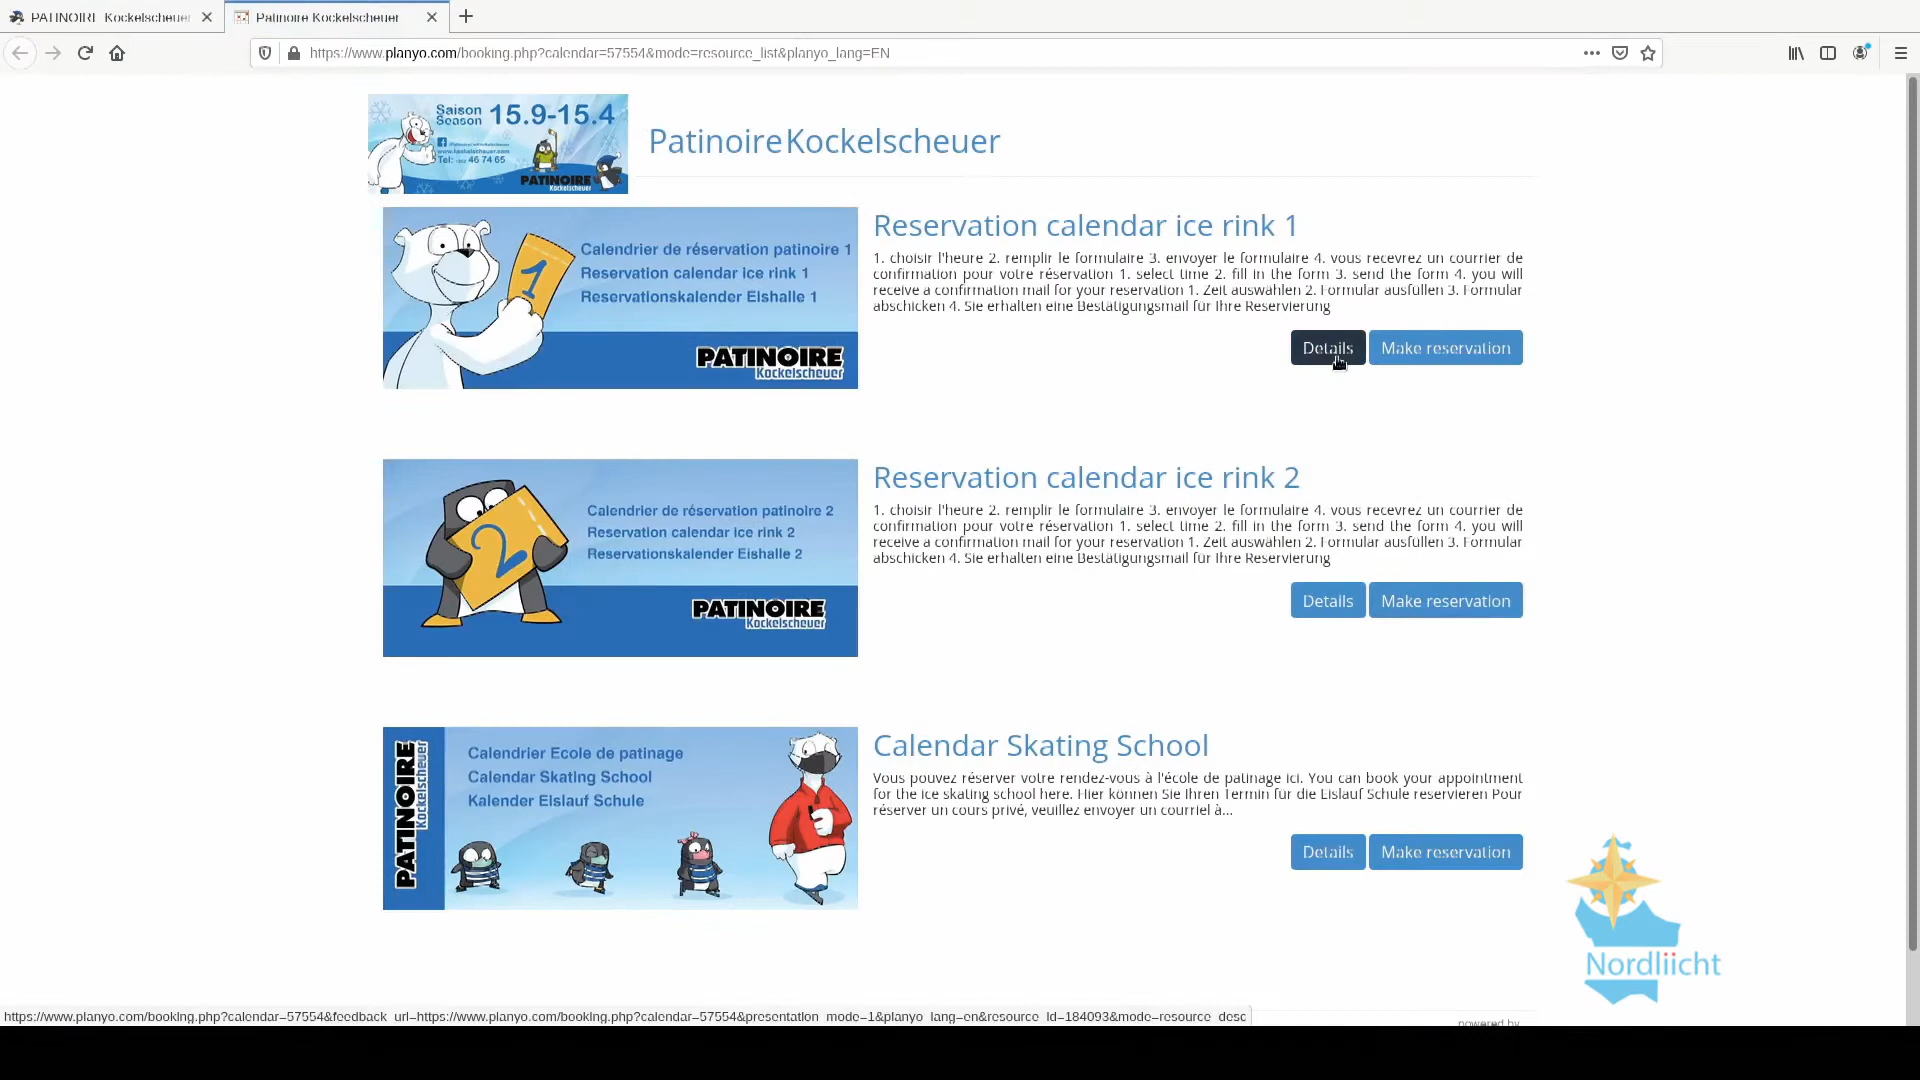 PATINOIRE Kockelscheuer
Patinoire Kockelscheuer
https://www.planyo.com/booking.php?calendar=57554&mode=resource_list&planyo_lang=EN
Saison
Season
15.9-15.4
www.kockelscheuer.com
Tel: +352 46 74 65
PATINOIRE
Kockelscheuer
Patinoire Kockelscheuer
Calendrier de réservation patinoire 1
Reservation calendar ice rink 1
Reservationskalender Eishalle 1
1
PATINOIRE
Kockelscheuer
Reservation calendar ice rink 1
1. choisir l'heure 2. remplir le formulaire 3. envoyer le formulaire 4. vous recevrez un courrier de
confirmation pour votre réservation 1. select time 2. fill in the form 3. send the form 4. you will
receive a confirmation mail for your reservation 1. Zeit auswählen 2. Formular ausfüllen 3. Formular
abschicken 4. Sie erhalten eine Bestätigungsmail für Ihre Reservierung
Details
Make reservation
Calendrier de réservation patinoire 2
Reservation calendar ice rink 2
Reservationskalender Eishalle 2
2
PATINOIRE
Kockelscheuer
Reservation calendar ice rink 2
1. choisir l'heure 2. remplir le formulaire 3. envoyer le formulaire 4. vous recevrez un courrier de
confirmation pour votre réservation 1. select time 2. fill in the form 3. send the form 4. you will
receive a confirmation mail for your reservation 1. Zeit auswählen 2. Formular ausfüllen 3. Formular
abschicken 4. Sie erhalten eine Bestätigungsmail für Ihre Reservierung
Details
Make reservation
PATINOIRE
Kockelscheuer
Calendrier Ecole de patinage
Calendar Skating School
Kalender Eislauf Schule
Calendar Skating School
Vous pouvez réserver votre rendez-vous à l'école de patinage ici. You can book your appointment
for the ice skating school here. Hier können Sie Ihren Termin für die Eislauf Schule reservieren Pour
réserver un cours privé, veuillez envoyer un courriel à...
Details
Make reservation
Nordliicht
https://www.planyo.com/booking.php?calendar=57554&feedback_url=https://www.planyo.com/booking.php?calendar=57554&presentation_mode=1&planyo_lang=en&resource_id=184093&mode=resource_desc
powered by